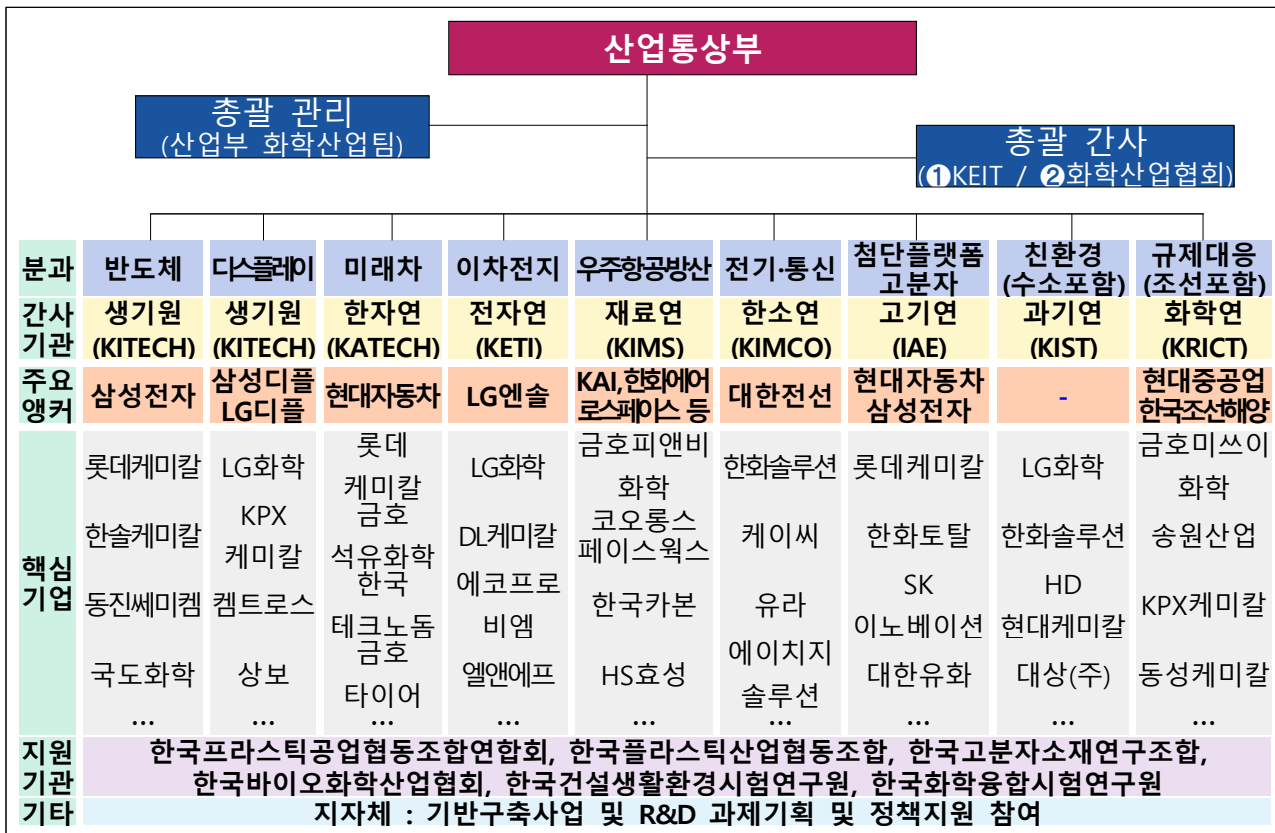 산업통상부
총괄 관리
(산업부 화학산업팀)
총괄 간사
(❶KEIT / ❷화학산업협회)
분과 반도체 디스플레이 미래차 이차전지 우주항공방산 전기·통신 첨단플랫폼 고분자 친환경 (수소포함) 규제대응 (조선포함)
간사 기관 생기원 (KITECH) 생기원 (KITECH) 한자연 (KATECH) 전자연 (KETI) 재료연 (KIMS) 한소연 (KIMCO) 고기연 (IAE) 과기연 (KIST) 화학연 (KRICT)
주요 앵커 삼성전자 삼성디플 LG디플 현대자동차 LG엔솔 KAI,한화에어로스페이스 등 대한전선 현대자동차 삼성전자 - 현대중공업 한국조선해양
핵심 기업
롯데케미칼 LG화학 롯데 케미칼 LG화학 금호피앤비 화학 한화솔루션 롯데케미칼 LG화학 금호미쓰이 화학
한솔케미칼 KPX 케미칼 금호 석유화학 DL케미칼 코오롱스페이스웍스 케이씨 한화토탈 한화솔루션 송원산업
동진쎄미켐 켐트로스 한국 테크노돔 에코프로 비엠 한국카본 유라 SK 이노베이션 HD 현대케미칼 KPX케미칼
국도화학 상보 금호 타이어 엘앤에프 HS효성 에이치지 솔루션 대한유화 대상(주) 동성케미칼
... ... ... ... ... ... ... ... ...
지원 기관 한국프라스틱공업협동조합연합회, 한국플라스틱산업협동조합, 한국고분자소재연구조합,
한국바이오화학산업협회, 한국건설생활환경시험연구원, 한국화학융합시험연구원
기타 지자체 : 기반구축사업 및 R&D 과제기획 및 정책지원 참여